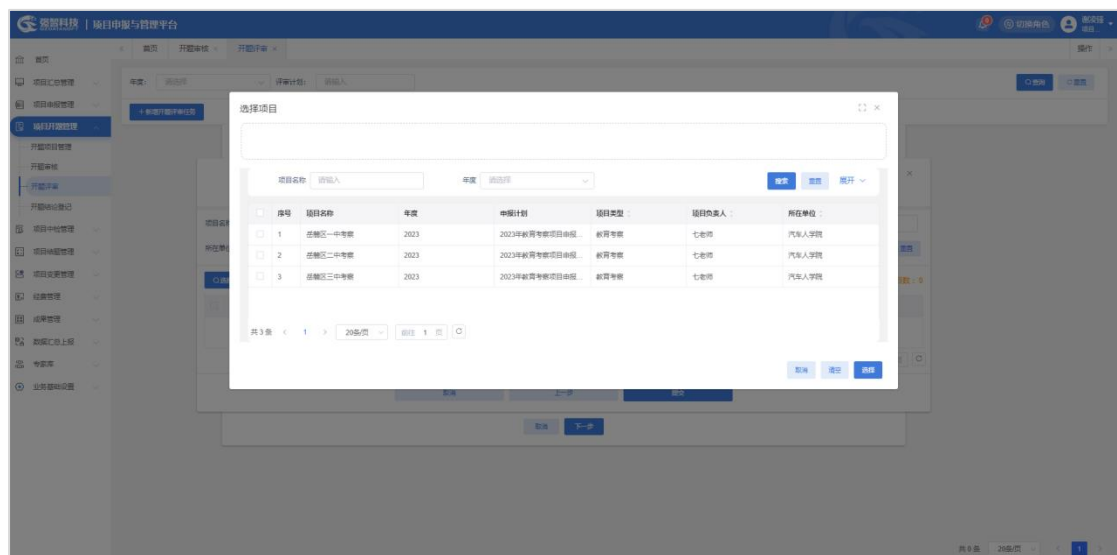 强智科技 | 项目申报与管理平台
切换角色
首页 开题审核 × 开题评审 × 操作
首页
项目汇总管理
项目申报管理
项目开题管理
开题项目管理
开题审核
开题评审
开题结论登记
项目中检管理
项目结题管理
项目变更管理
经费管理
成果管理
数据汇总上报
专家库
业务基础设置
年度: 请选择 评审计划: 请输入 查询 重置
+ 新增开题评审任务
选择项目
项目名称 请输入 年度 请选择 搜索 重置 展开
序号 项目名称 年度 申报计划 项目类型 项目负责人 所在单位
1 岳麓区一中考察 2023 2023年教育考察项目申报... 教育考察 七老师 汽车人学院
2 岳麓区二中考察 2023 2023年教育考察项目申报... 教育考察 七老师 汽车人学院
3 岳麓区三中考察 2023 2023年教育考察项目申报... 教育考察 七老师 汽车人学院
共 3 条 < 1 > 20条/页 前往 1 页
取消 清空 选择
取消 上一步 提交
取消 下一步
共 8 条 20条/页 < 1 >